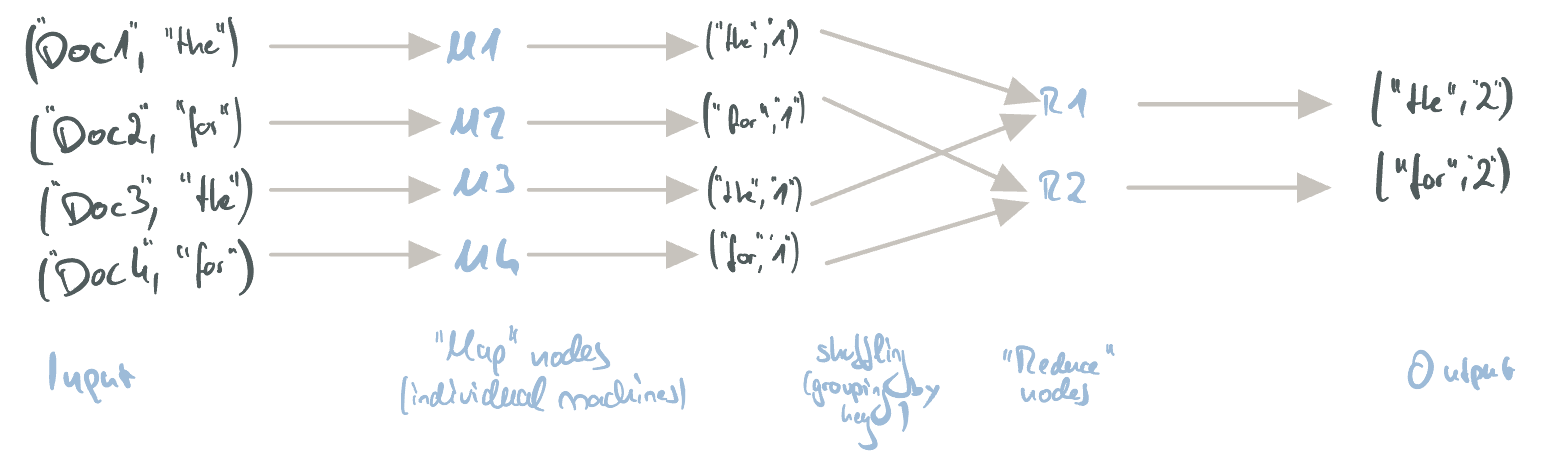 ("Doc1", "the") M1 ("the", 1) R1 ("the", 2)
("Doc2", "for") M2 ("for", 1) R2 ("for", 2)
("Doc3", "the") M3 ("the", 1)
("Doc4", "for") M4 ("for", 1)
Input
"Map" nodes
(individual machines)
shuffling
(grouping by
key)
"Reduce"
nodes
Output